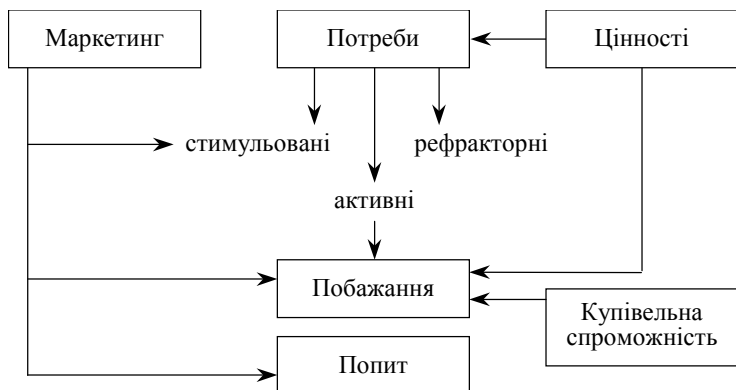 Маркетинг
Потреби
Цінності
стимульовані
рефракторні
активні
Побажання
Купівельна
спроможність
Попит